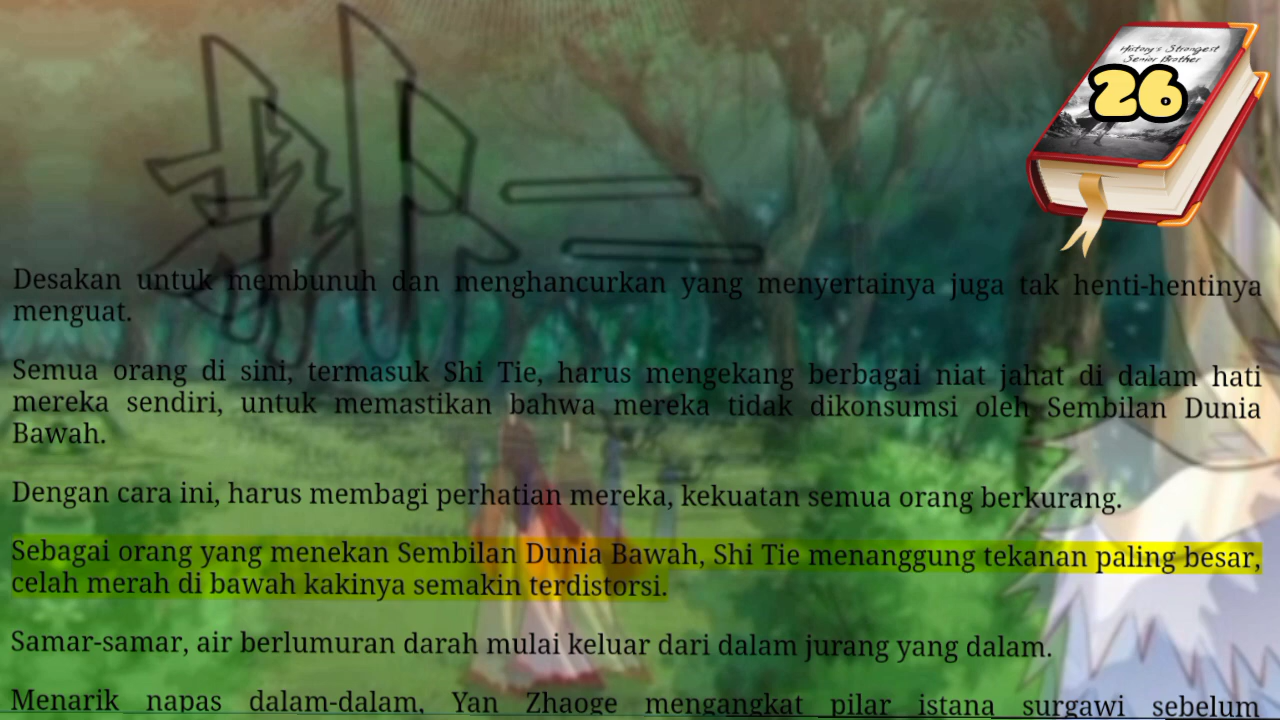 History's Strongest
Senior Brother
26
Desakan untuk membunuh dan menghancurkan yang menyertainya juga tak henti-hentinya
menguat.
Semua orang di sini, termasuk Shi Tie, harus mengekang berbagai niat jahat di dalam hati
mereka sendiri, untuk memastikan bahwa mereka tidak dikonsumsi oleh Sembilan Dunia
Bawah.
Dengan cara ini, harus membagi perhatian mereka, kekuatan semua orang berkurang.
Sebagai orang yang menekan Sembilan Dunia Bawah, Shi Tie menanggung tekanan paling besar,
celah merah di bawah kakinya semakin terdistorsi.
Samar-samar, air berlumuran darah mulai keluar dari dalam jurang yang dalam.
Menarik napas dalam-dalam, Yan Zhaoge mengangkat pilar istana surgawi sebelum